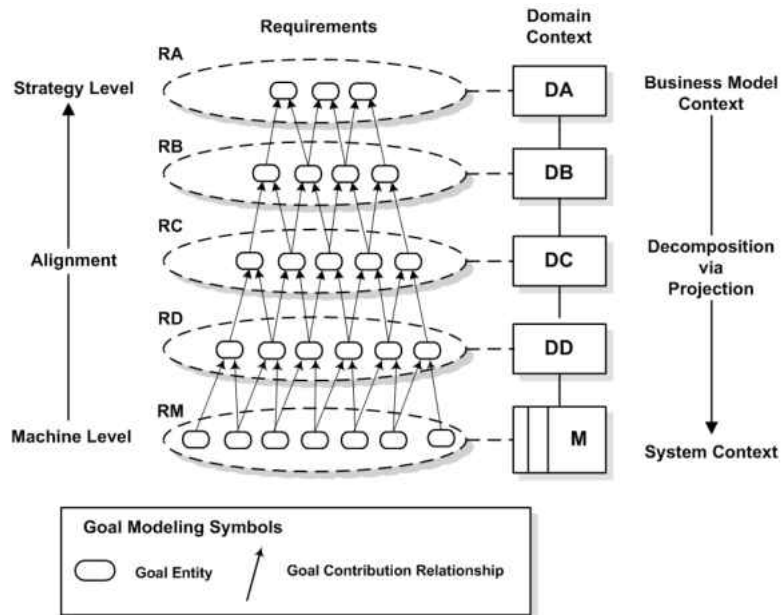 Requirements
Domain
Context
RA
Strategy Level
DA
Business Model
Context
RB
DB
RC
Alignment
DC
Decomposition
via
Projection
RD
DD
RM
Machine Level
M
System Context
Goal Modeling Symbols
Goal Entity
Goal Contribution Relationship